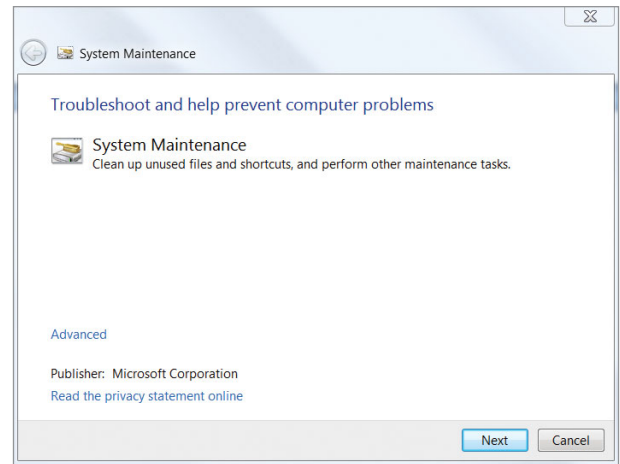 System Maintenance
Troubleshoot and help prevent computer problems
System Maintenance
Clean up unused files and shortcuts, and perform other maintenance tasks.
Advanced
Publisher: Microsoft Corporation
Read the privacy statement online
Next
Cancel